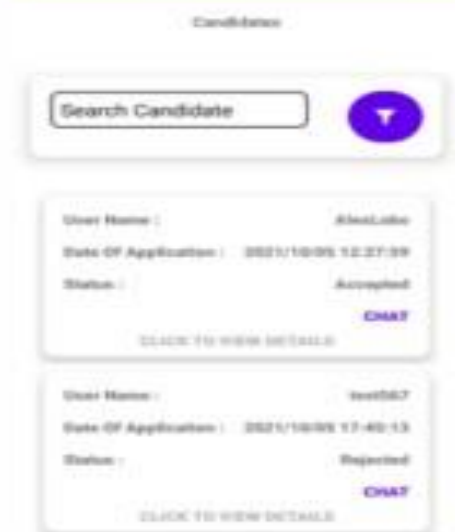 Candidates
Search Candidate
User Name :
Date Of Application : 2021/10/05 12:27:59
Status : Accepted
CHAT
CLICK TO VIEW DETAILS
User Name : test567
Date Of Application : 2021/10/05 17:40:13
Status : Rejected
CHAT
CLICK TO VIEW DETAILS